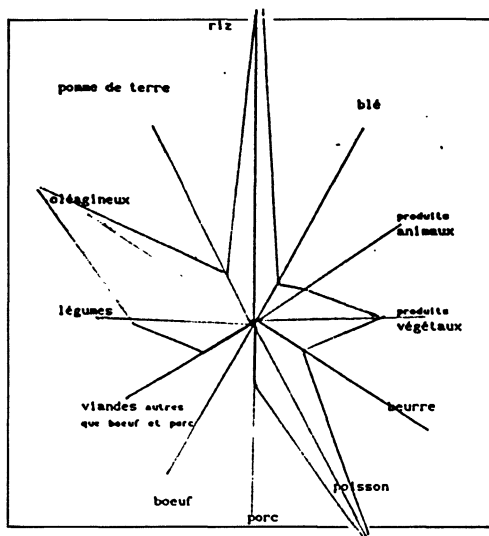 riz
pomme de terre
blé
oléagineux
produits
animaux
légumes
produits
végétaux
viandes autres
que boeuf et porc
beurre
poisson
boeuf
porc